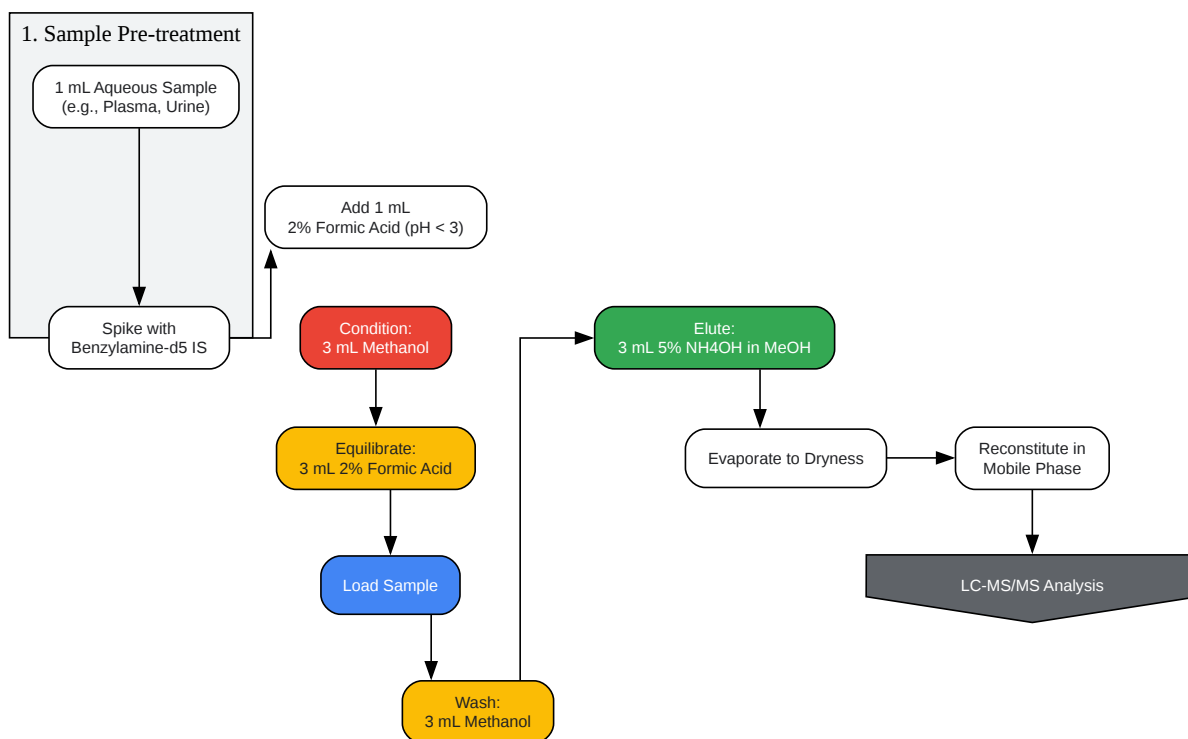 1. Sample Pre-treatment
1 mL Aqueous Sample
(e.g., Plasma, Urine)
Add 1 mL
2% Formic Acid (pH < 3)
Spike with
Benzylamine-d5 IS
Condition:
3 mL Methanol
Equilibrate:
3 mL 2% Formic Acid
Load Sample
Wash:
3 mL Methanol
Elute:
3 mL 5% NH4OH in MeOH
Evaporate to Dryness
Reconstitute in
Mobile Phase
LC-MS/MS Analysis